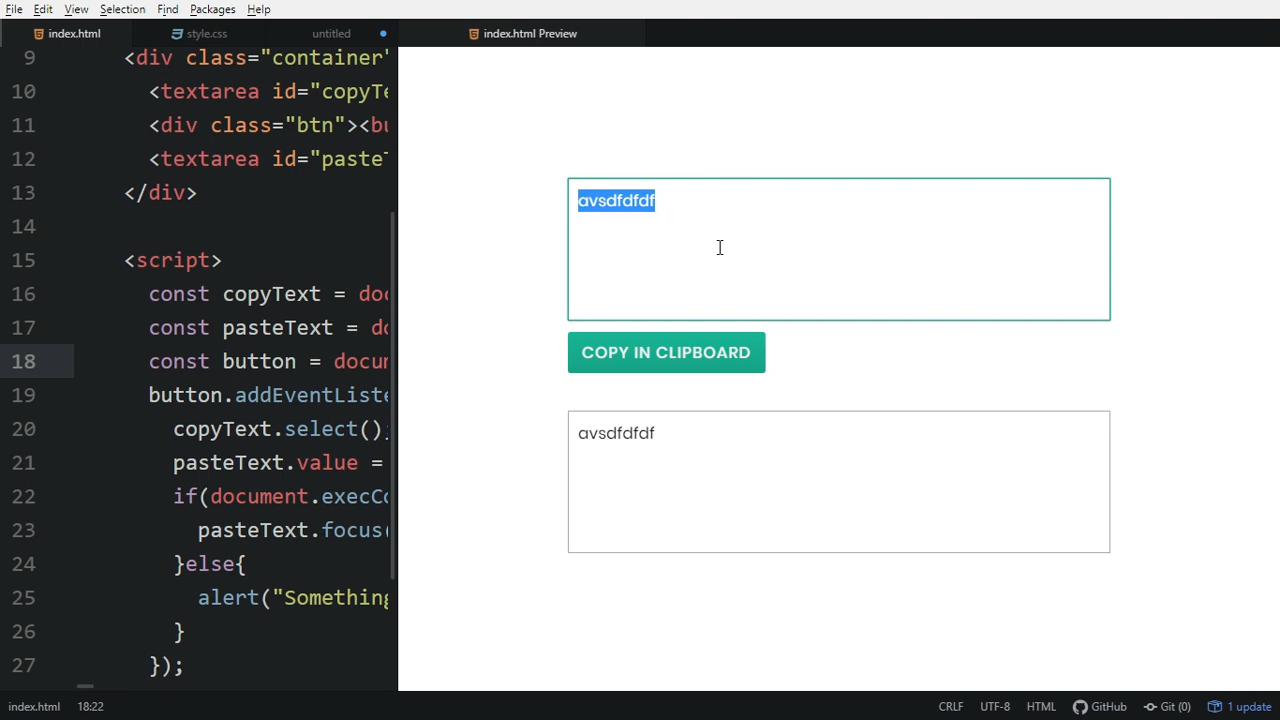 File Edit View Selection Find Packages Help
index.html style.css untitled index.html Preview
9 <div class="container"
10 <textarea id="copyTe
11 <div class="btn"><bu
12 <textarea id="paste
13 </div>
14
15 <script>
16 const copyText = doc
17 const pasteText = do
18 const button = docum
19 button.addEventListe
20 copyText.select();
21 pasteText.value =
22 if(document.execCo
23 pasteText.focus(
24 }else{
25 alert("Something
26 }
27 });
avsdfdfdf
COPY IN CLIPBOARD
avsdfdfdf
index.html 18:22 CRLF UTF-8 HTML GitHub Git (0) 1 update